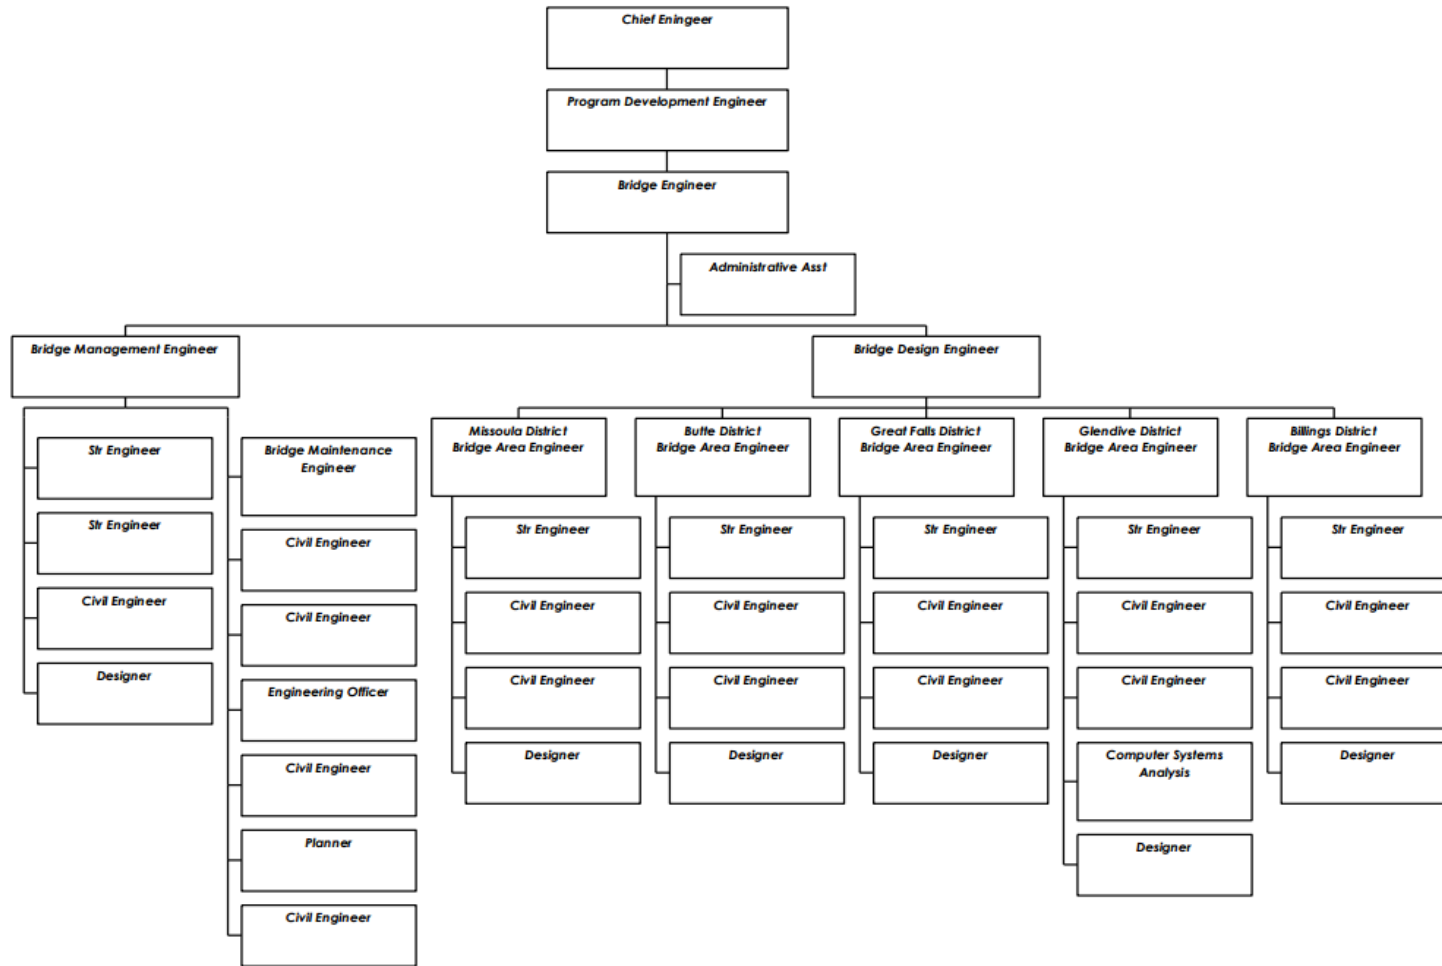 Chief Eningeer
Program Development Engineer
Bridge Engineer
Administrative Asst
Bridge Management Engineer
Bridge Design Engineer
Str Engineer
Str Engineer
Civil Engineer
Designer
Bridge Maintenance
Engineer
Civil Engineer
Civil Engineer
Engineering Officer
Civil Engineer
Planner
Civil Engineer
Missoula District
Bridge Area Engineer
Str Engineer
Civil Engineer
Civil Engineer
Designer
Butte District
Bridge Area Engineer
Str Engineer
Civil Engineer
Civil Engineer
Designer
Great Falls District
Bridge Area Engineer
Str Engineer
Civil Engineer
Civil Engineer
Designer
Glendive District
Bridge Area Engineer
Str Engineer
Civil Engineer
Civil Engineer
Computer Systems
Analysis
Designer
Billings District
Bridge Area Engineer
Str Engineer
Civil Engineer
Civil Engineer
Designer